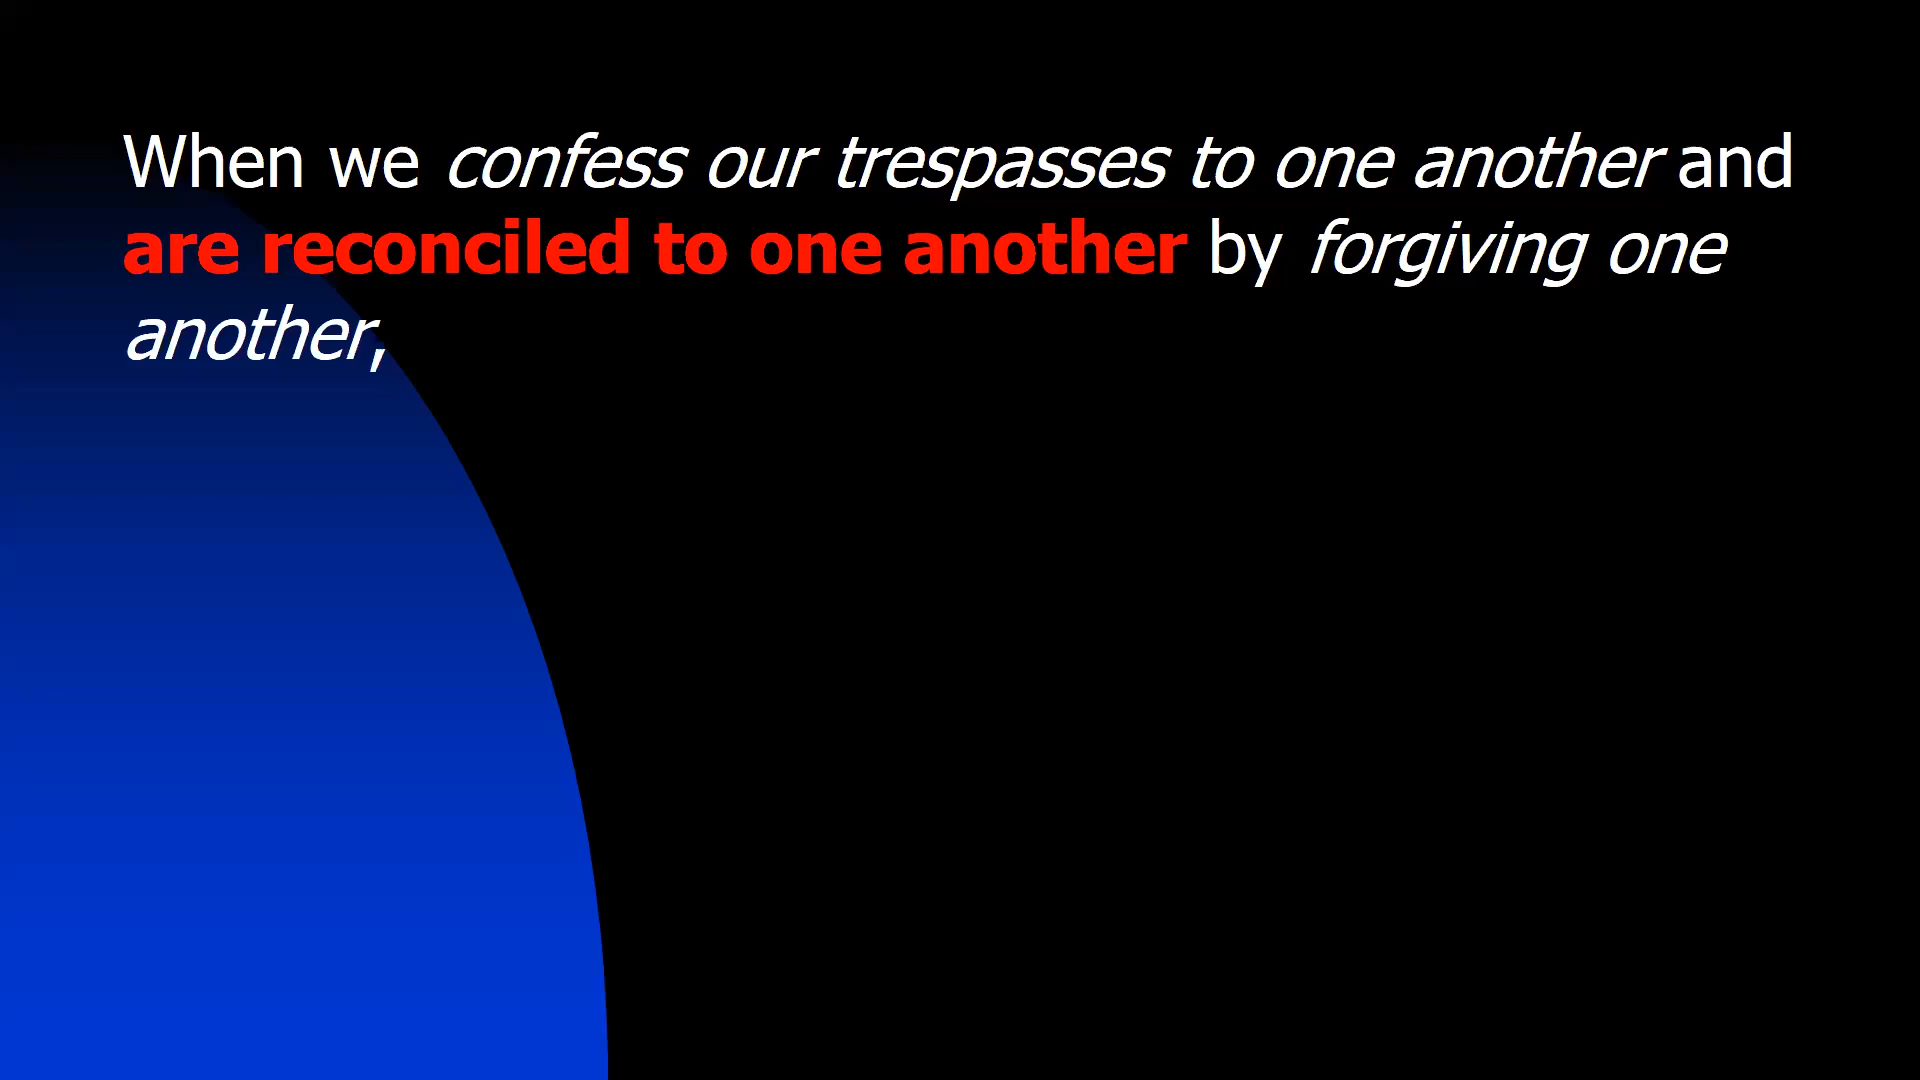 When we confess our trespasses to one another and
are reconciled to one another by forgiving one
another,